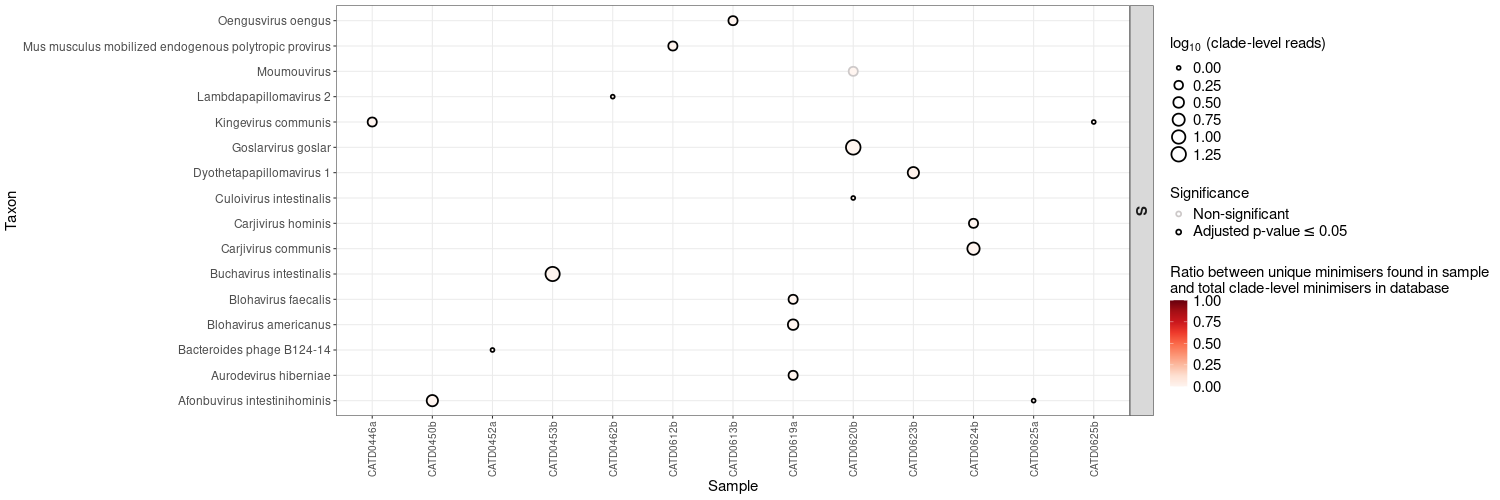 Taxon
Oengusvirus oengus
Mus musculus mobilized endogenous polytropic provirus
Moumouvirus
Lambdapapillomavirus 2
Kingevirus communis
Goslarvirus goslar
Dyothetapapillomavirus 1
Culoivirus intestinalis
Carjivirus hominis
Carjivirus communis
Buchavirus intestinalis
Blohavirus faecalis
Blohavirus americanus
Bacteroides phage B124-14
Aurodevirus hiberniae
Afonbuvirus intestinihominis
S
CATD0446a
CATD0450b
CATD0452a
CATD0453b
CATD0462b
CATD0612b
CATD0613b
CATD0619a
CATD0620b
CATD0623b
CATD0624b
CATD0625a
CATD0625b
Sample
log10 (clade-level reads)
0.00
0.25
0.50
0.75
1.00
1.25
Significance
Non-significant
Adjusted p-value ≤ 0.05
Ratio between unique minimisers found in sample
and total clade-level minimisers in database
1.00
0.75
0.50
0.25
0.00